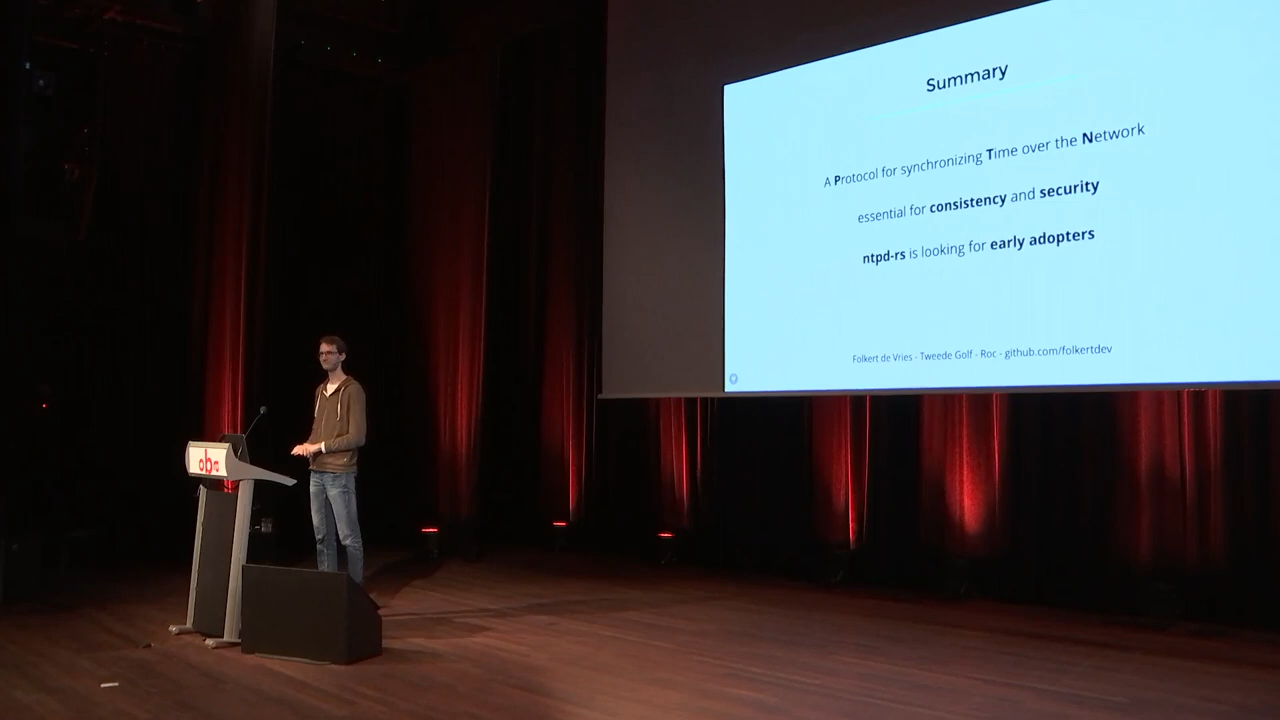 Summary
A Protocol for synchronizing Time over the Network
essential for consistency and security
ntpd-rs is looking for early adopters
Folkert de Vries - Tweede Golf - Roc - github.com/folkertdev
oba